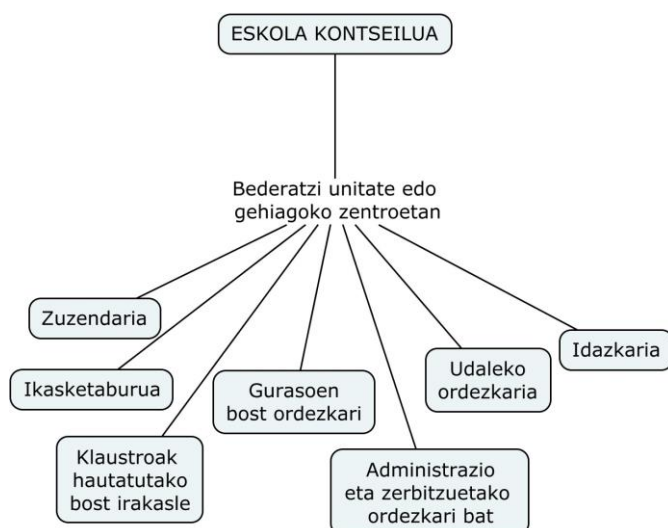 ESKOLA KONTSEILUA
Bederatzi unitate edo
gehiagoko zentroetan
Zuzendaria
Ikasketaburua
Klaustroak
hautatutako
bost irakasle
Gurasoen
bost ordezkari
Administrazio
eta zerbitzuetako
ordezkari bat
Udaleko
ordezkaria
Idazkaria